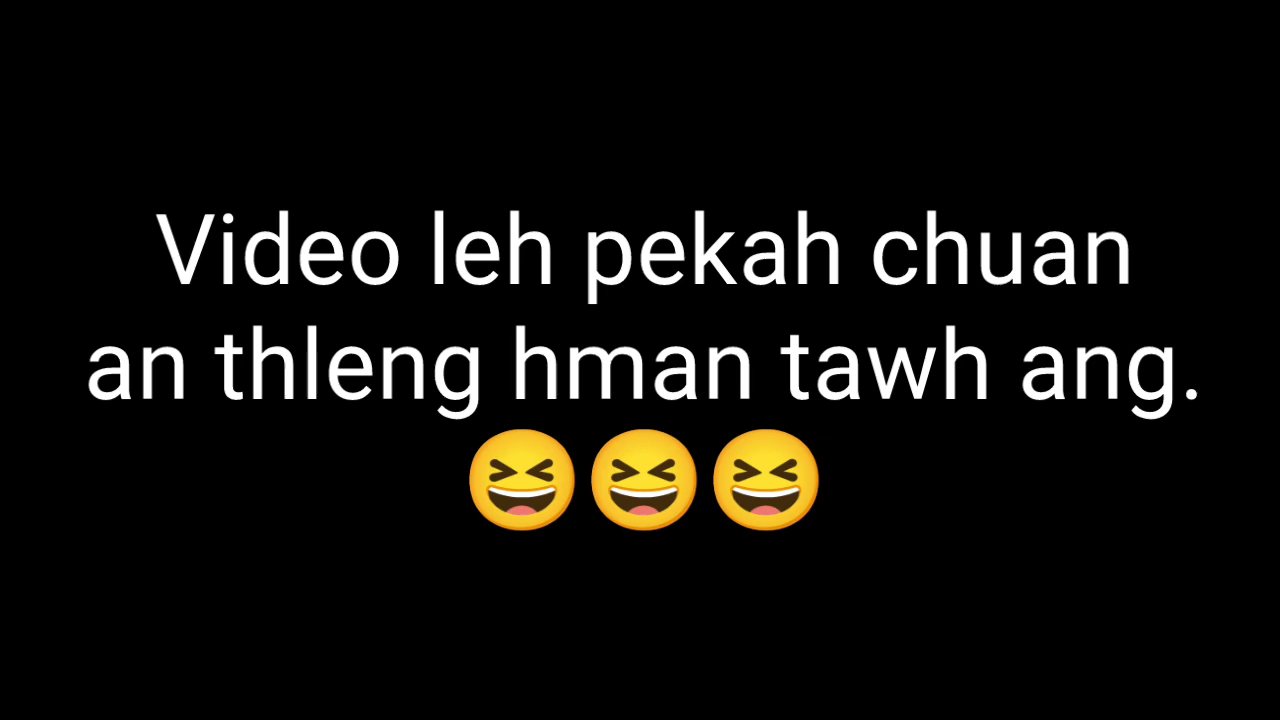 Video leh pekah chuan
an thleng hman tawh ang.
😆😆😆